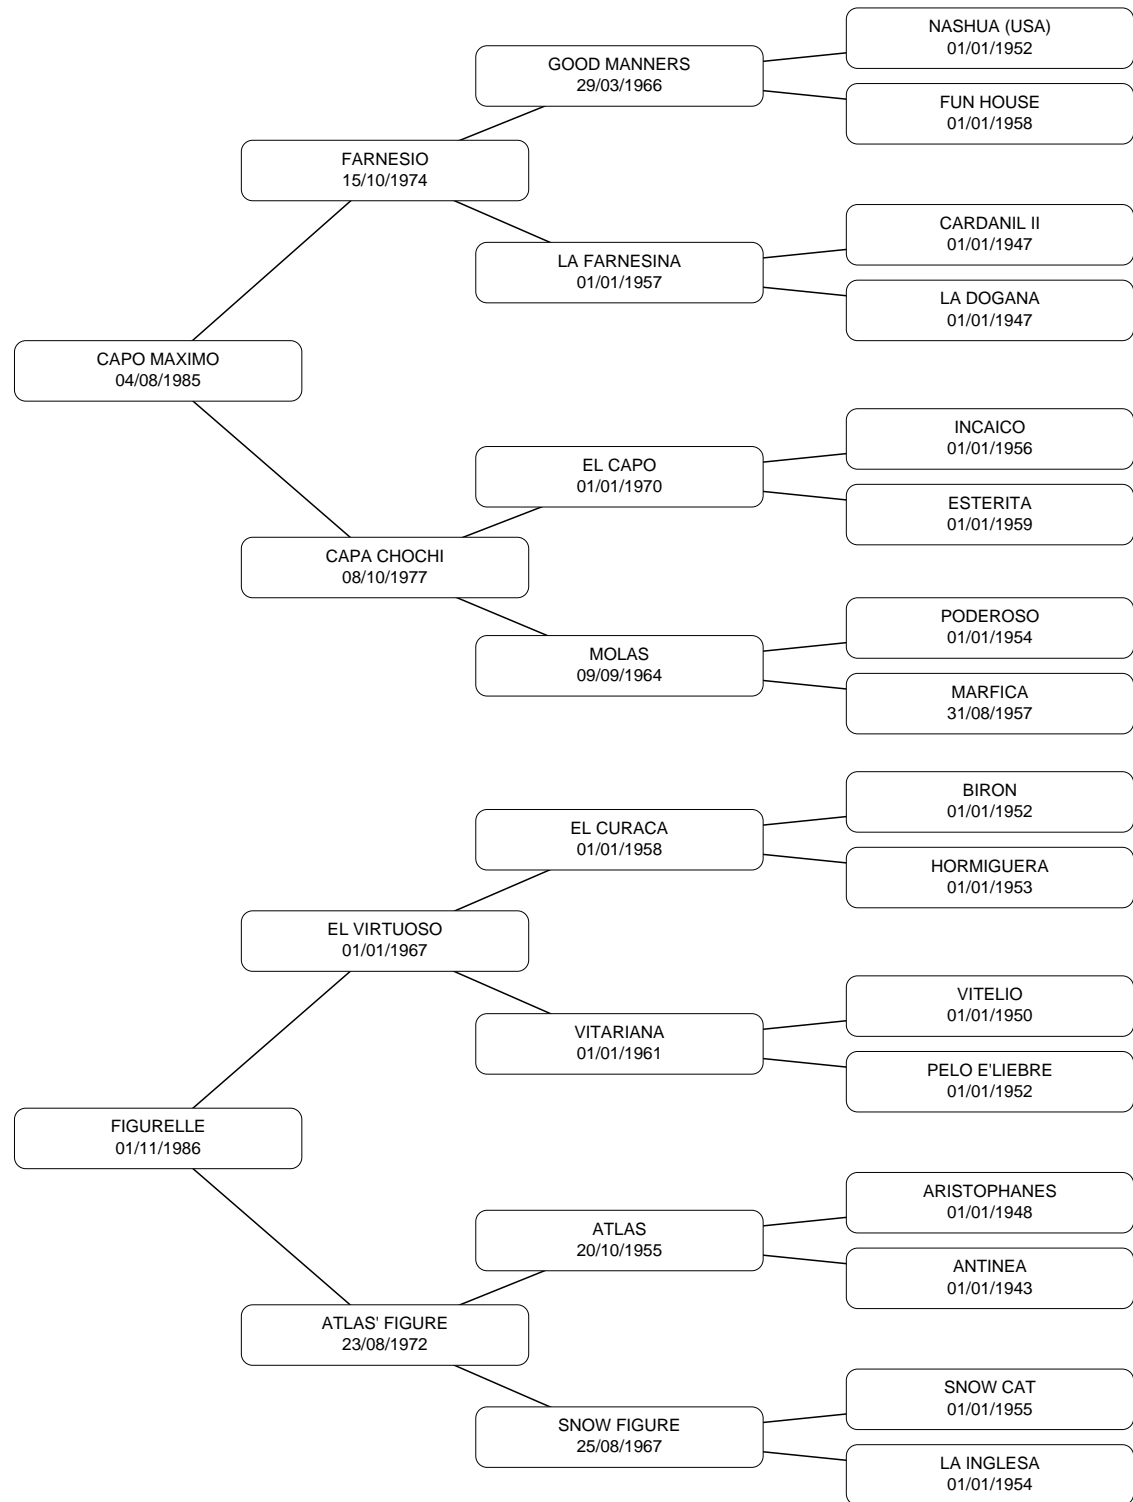 NASHUA (USA)
01/01/1952
GOOD MANNERS
29/03/1966
FUN HOUSE
01/01/1958
FARNESIO
15/10/1974
CARDANIL II
01/01/1947
LA FARNESINA
01/01/1957
LA DOGANA
01/01/1947
CAPO MAXIMO
04/08/1985
INCAICO
01/01/1956
EL CAPO
01/01/1970
ESTERITA
01/01/1959
CAPA CHOCHI
08/10/1977
PODEROSO
01/01/1954
MOLAS
09/09/1964
MARFICA
31/08/1957
BIRON
01/01/1952
EL CURACA
01/01/1958
HORMIGUERA
01/01/1953
EL VIRTUOSO
01/01/1967
VITELIO
01/01/1950
VITARIANA
01/01/1961
PELO E'LIEBRE
01/01/1952
FIGURELLE
01/11/1986
ARISTOPHANES
01/01/1948
ATLAS
20/10/1955
ANTINEA
01/01/1943
ATLAS' FIGURE
23/08/1972
SNOW CAT
01/01/1955
SNOW FIGURE
25/08/1967
LA INGLESA
01/01/1954